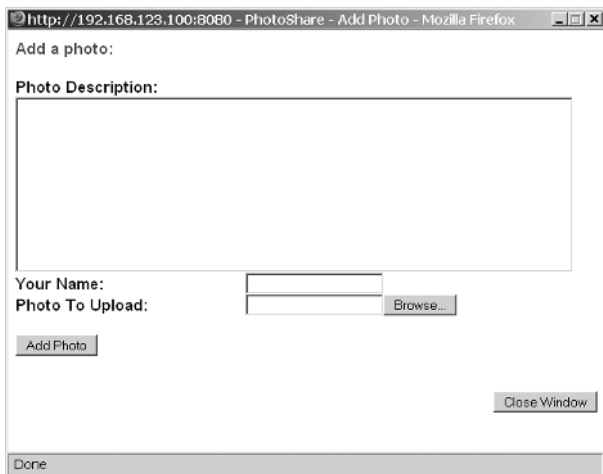 http://192.168.123.100:8080 - PhotoShare - Add Photo - Mozilla Firefox
Add a photo:
Photo Description:
Your Name:
Photo To Upload:
Browse...
Add Photo
Close Window
Done